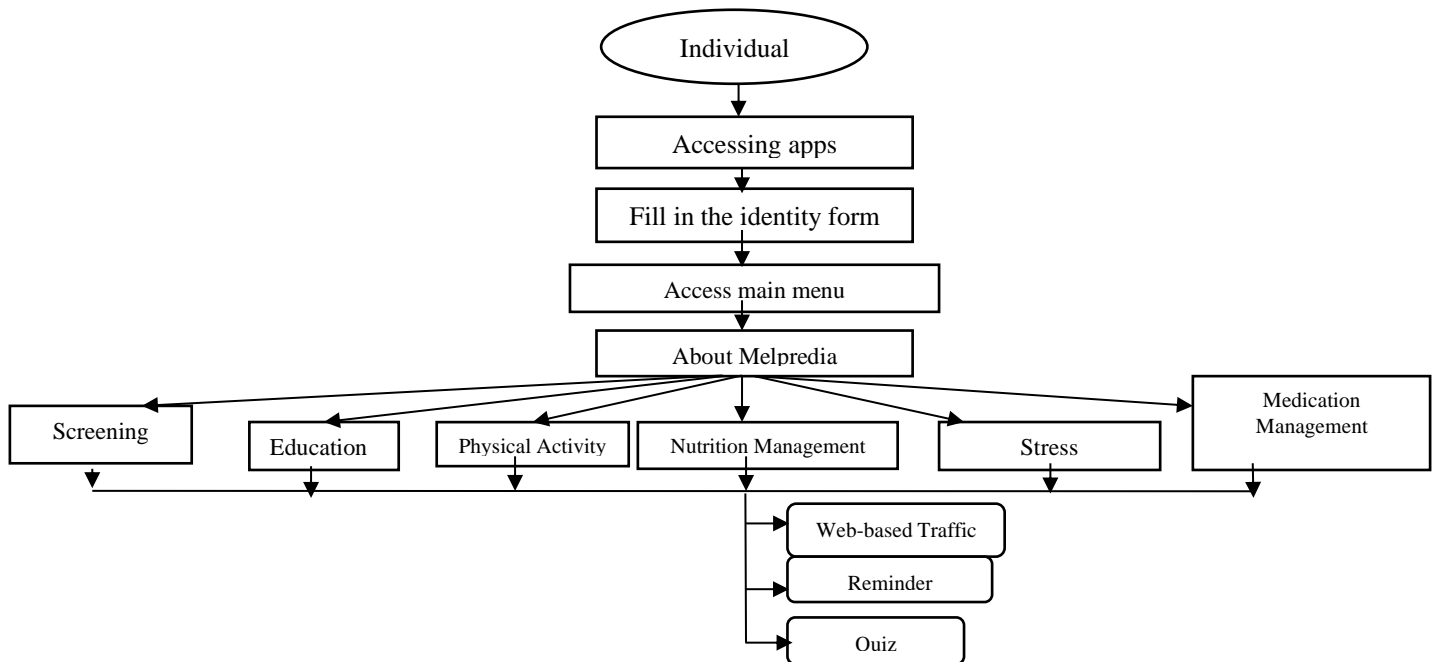 Individual
Accessing apps
Fill in the identity form
Access main menu
About Melpredia
Screening
Education
Physical Activity
Nutrition Management
Stress
Medication
Management
Web-based Traffic
Reminder
Quiz